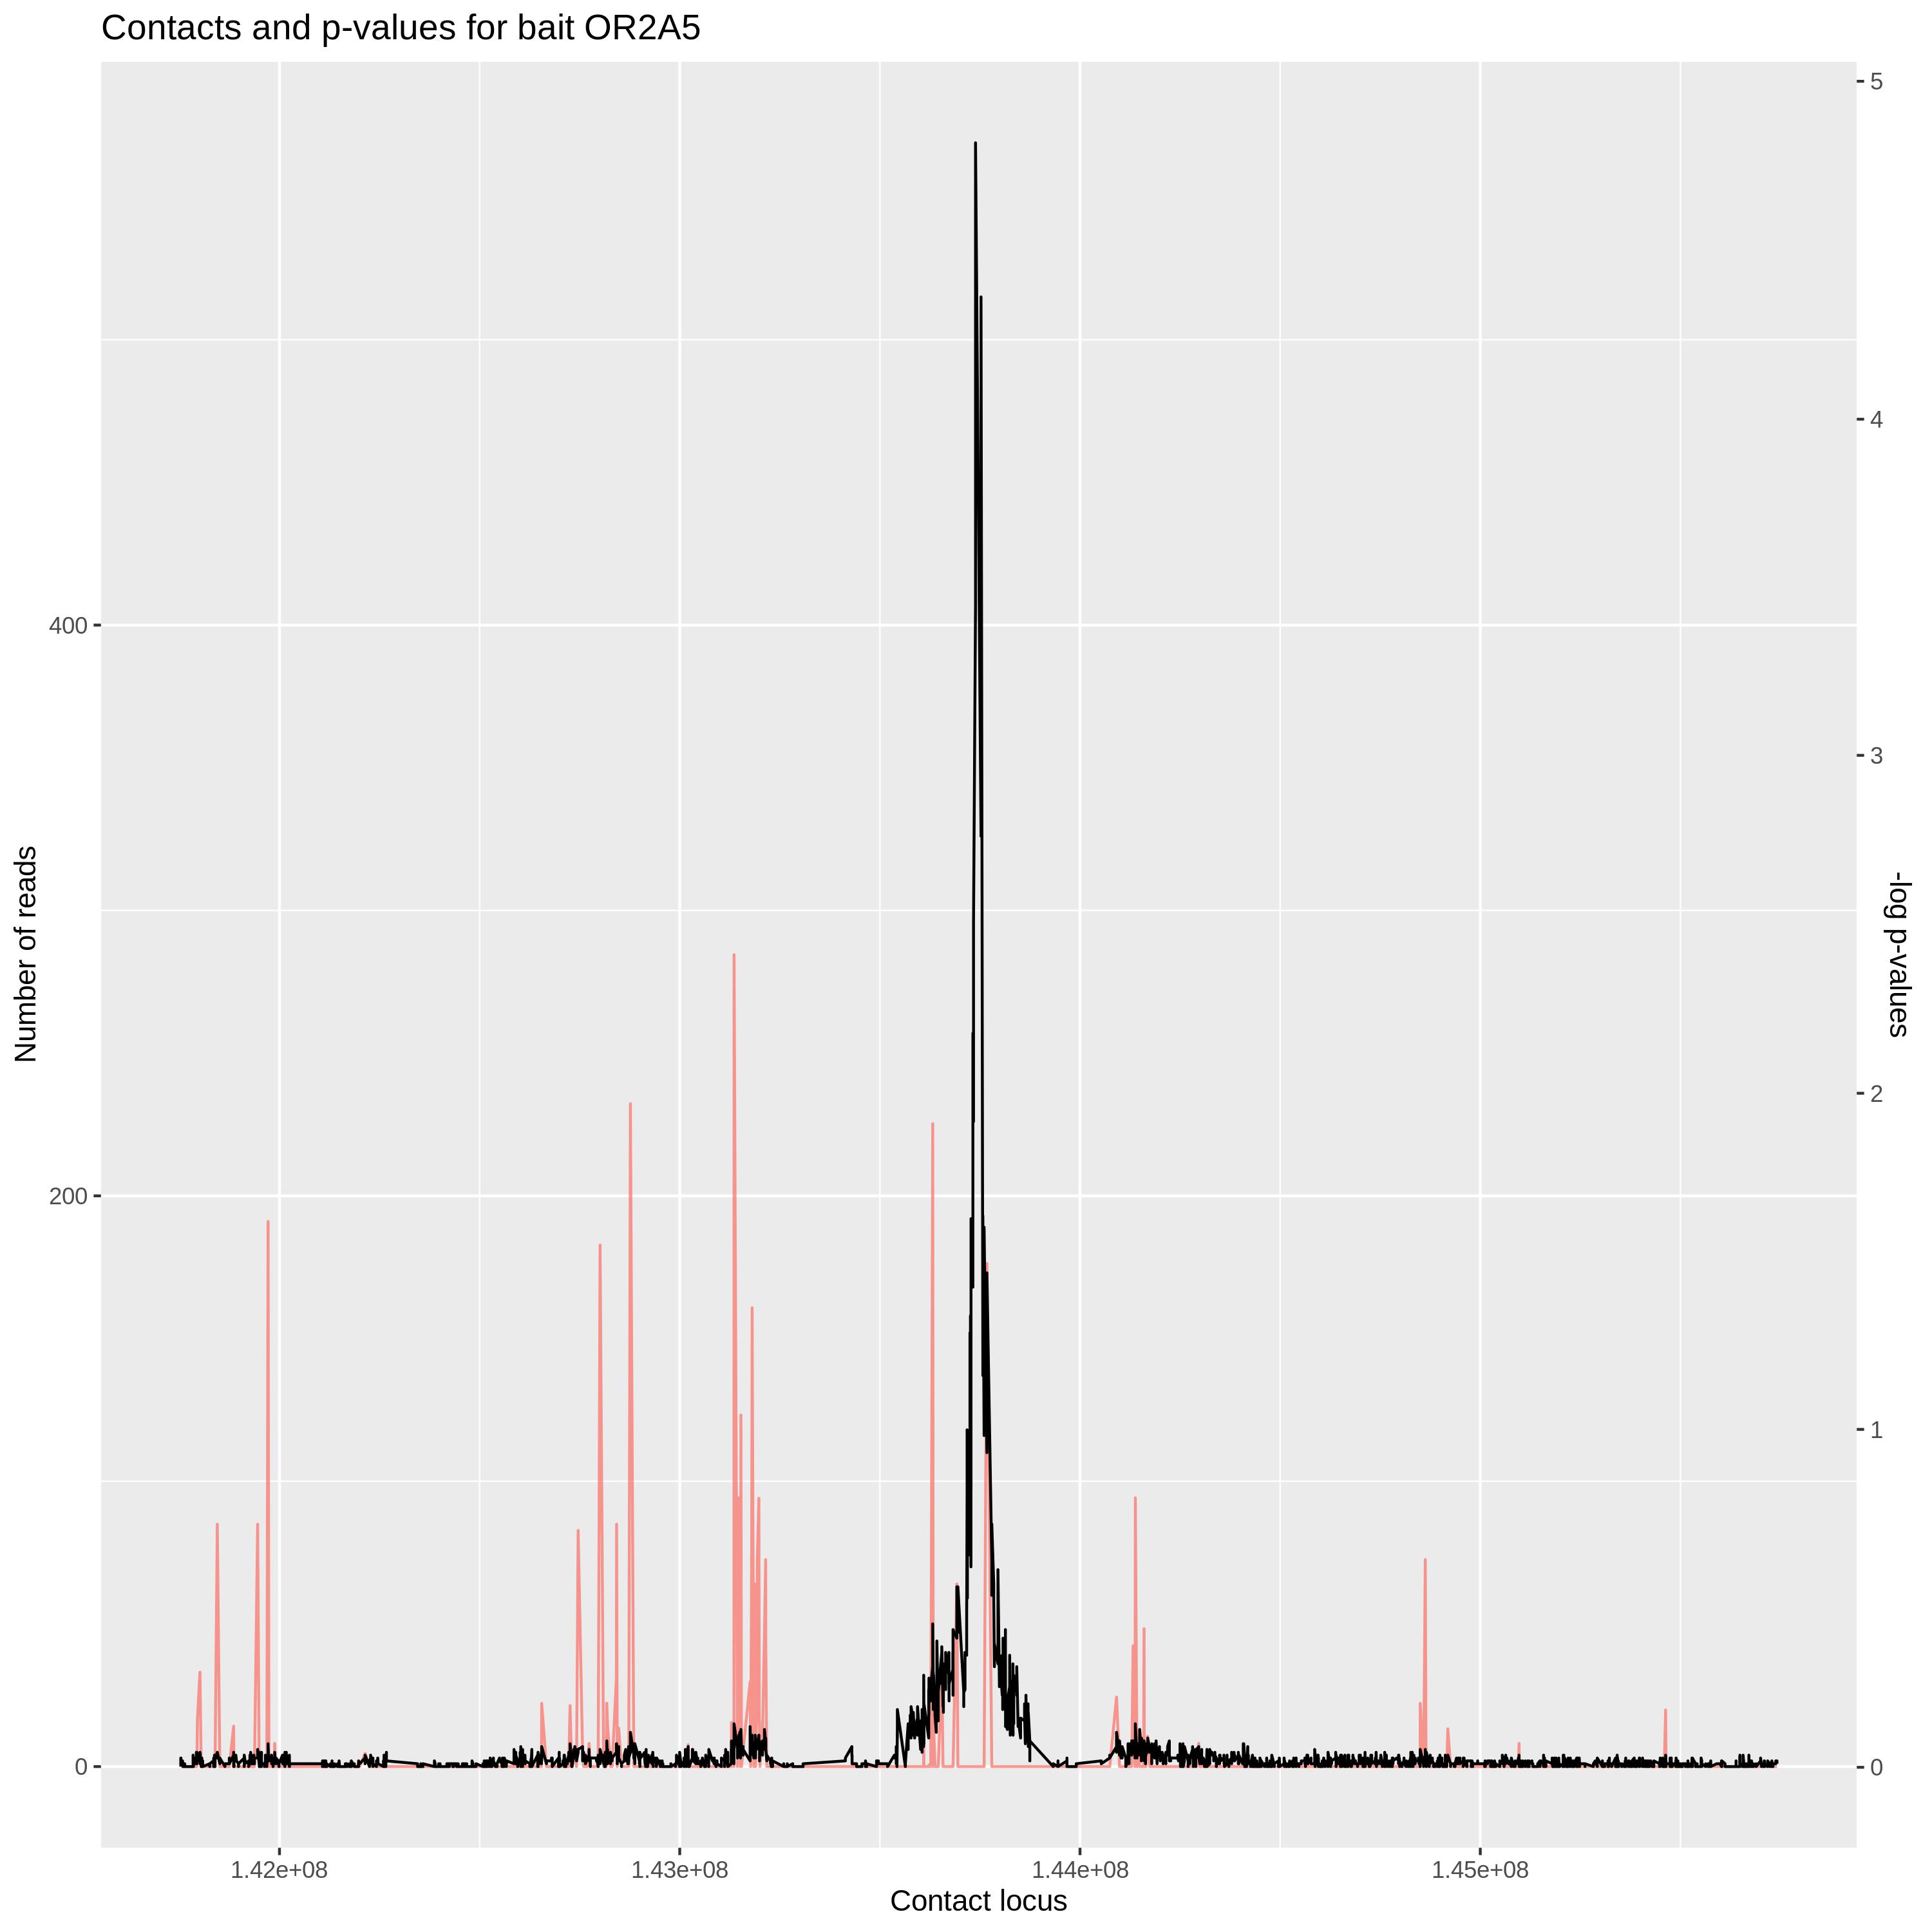 Contacts and p-values for bait OR2A5
5
4
400
3
Number of reads
-log p-values
2
200
1
0
0
1.42e+08 1.43e+08 1.44e+08 1.45e+08
Contact locus